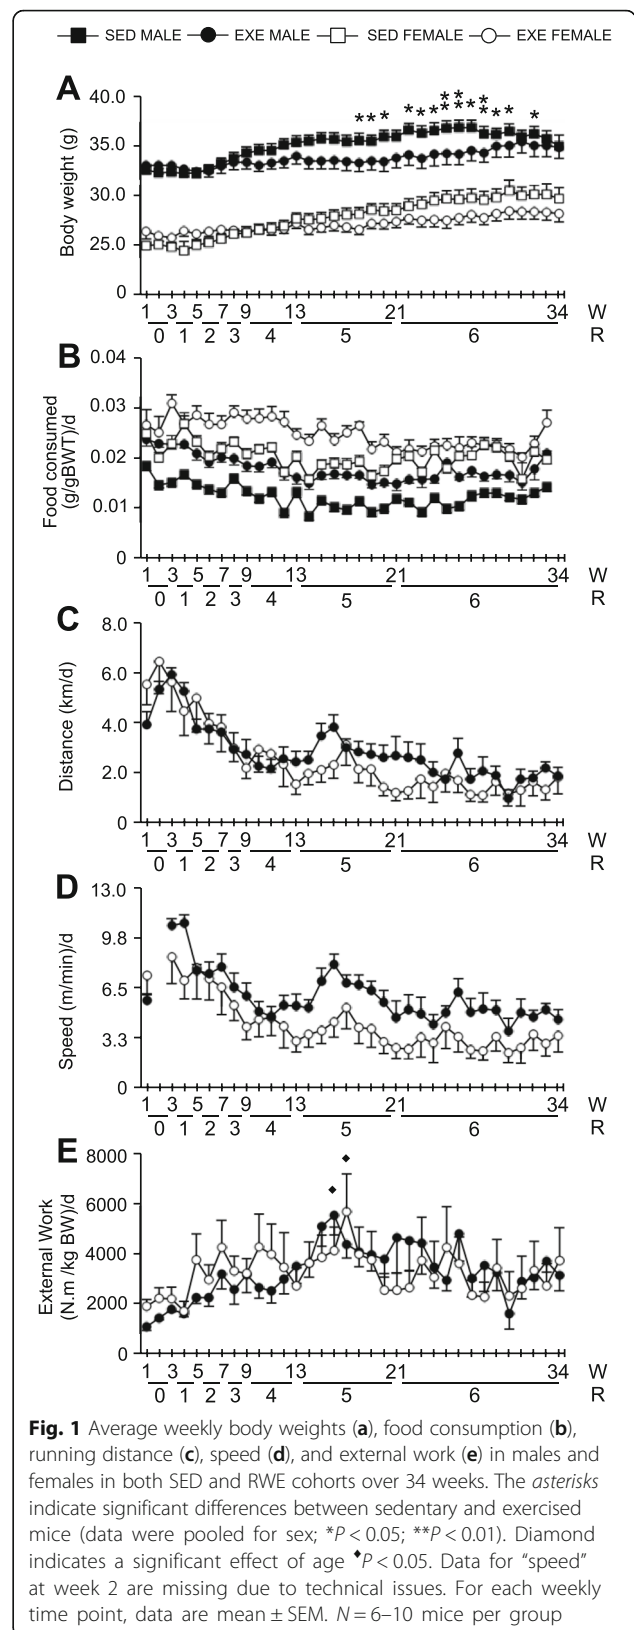 SED MALE EXE MALE SED FEMALE EXE FEMALE
A
40.0
35.0
30.0
25.0
0
Body weight (g)
* * * * * * ** ** * ** * * *
1 3 5 7 9 13 21 34 W
0 1 2 3 4 5 6 R
B
0.04
0.03
0.02
0.01
0
Food consumed
(g/gBWT)/d
1 3 5 7 9 13 21 34 W
0 1 2 3 4 5 6 R
C
8.0
6.0
4.0
2.0
0
Distance (km/d)
1 3 5 7 9 13 21 34 W
0 1 2 3 4 5 6 R
D
13.0
9.8
6.5
3.3
0
Speed (m/min)/d
1 3 5 7 9 13 21 34 W
0 1 2 3 4 5 6 R
E
8000
6000
4000
2000
0
External Work
(N.m /kg BW)/d
♦ ♦
1 3 5 7 9 13 21 34 W
0 1 2 3 4 5 6 R
Fig. 1 Average weekly body weights (a), food consumption (b),
running distance (c), speed (d), and external work (e) in males and
females in both SED and RWE cohorts over 34 weeks. The asterisks
indicate significant differences between sedentary and exercised
mice (data were pooled for sex; *P < 0.05; **P < 0.01). Diamond
indicates a significant effect of age ♦P < 0.05. Data for “speed”
at week 2 are missing due to technical issues. For each weekly
time point, data are mean ± SEM. N = 6–10 mice per group